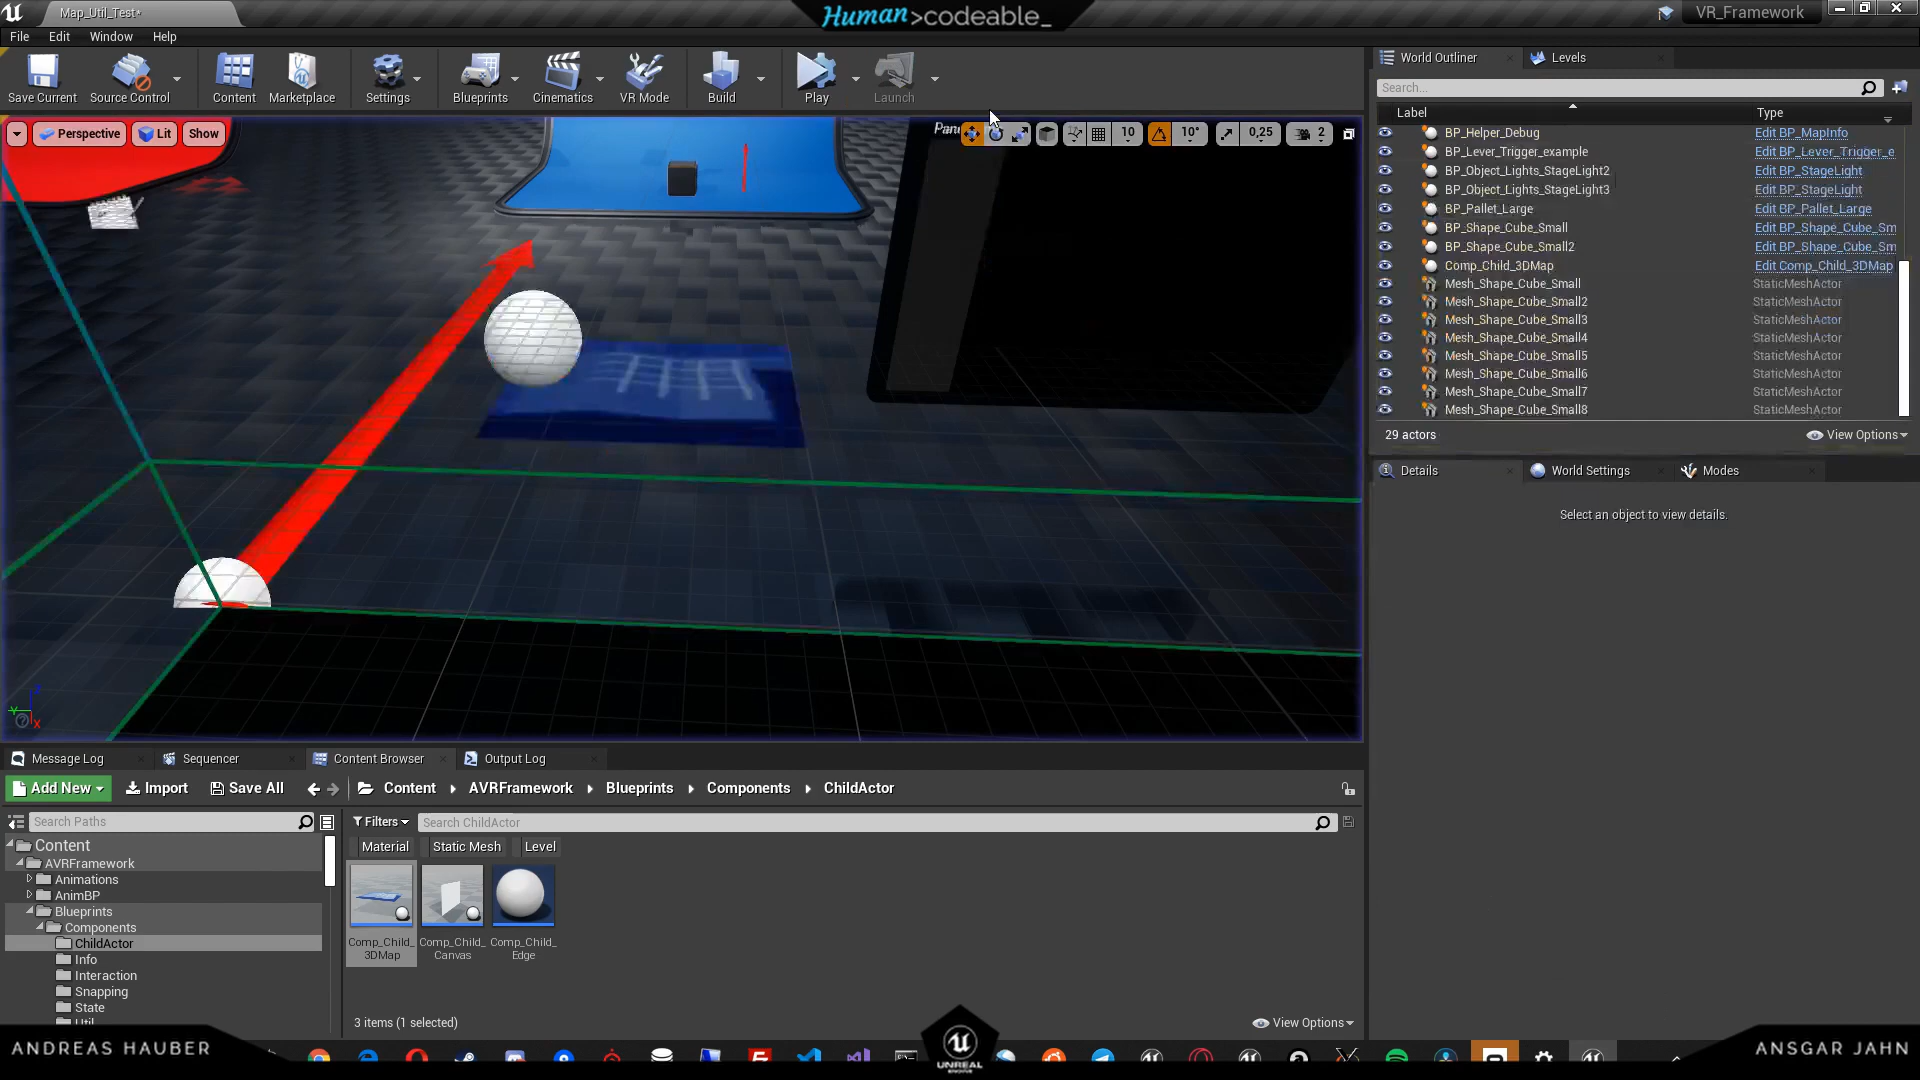 Map_Util_Test*
Human>codeable_
VR_Framework
File Edit Window Help
Save Current
Source Control
Content
Marketplace
Settings
Blueprints
Cinematics
VR Mode
Build
Play
Launch
Perspective
Lit
Show
10
10°
0,25
2
World Outliner
Levels
Search...
Label Type
BP_Helper_Debug Edit BP_MapInfo
BP_Lever_Trigger_example Edit BP_Lever_Trigger_e
BP_Object_Lights_StageLight2 Edit BP_StageLight
BP_Object_Lights_StageLight3 Edit BP_StageLight
BP_Pallet_Large Edit BP_Pallet_Large
BP_Shape_Cube_Small Edit BP_Shape_Cube_Sm
BP_Shape_Cube_Small2 Edit BP_Shape_Cube_Sm
Comp_Child_3DMap Edit Comp_Child_3DMap
Mesh_Shape_Cube_Small StaticMeshActor
Mesh_Shape_Cube_Small2 StaticMeshActor
Mesh_Shape_Cube_Small3 StaticMeshActor
Mesh_Shape_Cube_Small4 StaticMeshActor
Mesh_Shape_Cube_Small5 StaticMeshActor
Mesh_Shape_Cube_Small6 StaticMeshActor
Mesh_Shape_Cube_Small7 StaticMeshActor
Mesh_Shape_Cube_Small8 StaticMeshActor
29 actors
View Options
Details
World Settings
Modes
Select an object to view details.
Message Log
Sequencer
Content Browser
Output Log
Add New
Import
Save All
Content
AVRFramework
Blueprints
Components
ChildActor
Search Paths
Filters
Search ChildActor
Material
Static Mesh
Level
Content
AVRFramework
Animations
AnimBP
Blueprints
Components
ChildActor
Info
Interaction
Snapping
State
Util
Comp_Child_
3DMap
Comp_Child_
Canvas
Comp_Child_
Edge
3 items (1 selected)
View Options
ANDREAS HAUBER
UNREAL
ENGINE
ANSGAR JAHN